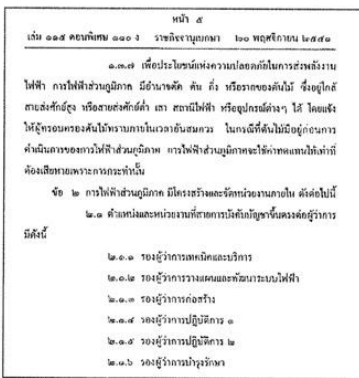 หน้า ๕
เล่ม ๑๑๕ ตอนพิเศษ ๑๑๐ ง ราชกิจจานุเบกษา ๒๐ พฤศจิกายน ๒๕๔๑
๑.๓.๗ เพื่อประโยชน์แห่งความปลอดภัยในการส่งพลังงาน
ไฟฟ้า การไฟฟ้าส่วนภูมิภาค มีอำนาจตัด ต้น กิ่ง หรือรากของต้นไม้ ซึ่งอยู่ใกล้
สายส่งศักย์สูง หรือสายส่งศักย์ต่ำ เสา สถานีไฟฟ้า หรืออุปกรณ์ต่างๆ ได้ โดยแจ้ง
ให้ผู้ครอบครองต้นไม้ทราบภายในเวลาอันสมควร ในกรณีที่ต้นไม้มีอยู่ก่อนการ
ดำเนินการของการไฟฟ้าส่วนภูมิภาค การไฟฟ้าส่วนภูมิภาคจะใช้ค่าทดแทนให้เท่าที่
ต้องเสียหายเพราะการกระทำนั้น
ข้อ ๒ การไฟฟ้าส่วนภูมิภาค มีโครงสร้างและจัดหน่วยงานภายใน ดังต่อไปนี้
๒.๑ ตำแหน่งและหน่วยงานที่สายการบังคับบัญชาขึ้นตรงต่อผู้ว่าการ
มีดังนี้
๒.๑.๑ รองผู้ว่าการเทคนิคและบริการ
๒.๑.๒ รองผู้ว่าการวางแผนและพัฒนาระบบไฟฟ้า
๒.๑.๓ รองผู้ว่าการก่อสร้าง
๒.๑.๔ รองผู้ว่าการปฏิบัติการ ๑
๒.๑.๕ รองผู้ว่าการปฏิบัติการ ๒
๒.๑.๖ รองผู้ว่าการบำรุงรักษา